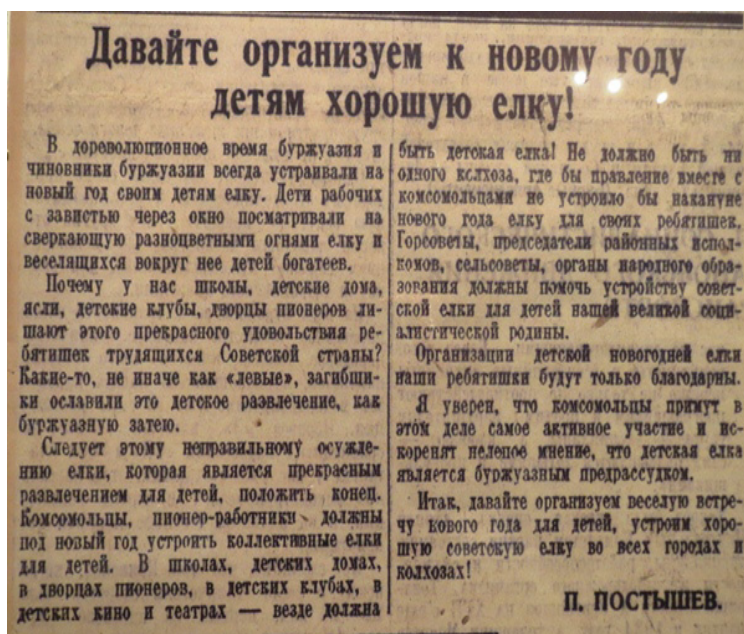 Давайте организуем к новому году
детям хорошую елку!
В дореволюционное время буржуазия и
чиновники буржуазии всегда устраивали на
новый год своим детям елку. Дети рабочих
с завистью через окно посматривали на
сверкающую разноцветными огнями елку и
веселящихся вокруг нее детей богатеев.
Почему у нас школы, детские дома,
ясли, детские клубы, дворцы пионеров ли-
шают этого прекрасного удовольствия ре-
бятишек трудящихся Советской страны?
Какие-то, не иначе как «левые», загибщи-
ки ославили это детское развлечение, как
буржуазную затею.
Следует этому неправильному осужде-
нию елки, которая является прекрасным
развлечением для детей, положить конец.
Комсомольцы, пионер-работники должны
под новый год устроить коллективные елки
для детей. В школах, детских домах,
в дворцах пионеров, в детских клубах, в
детских кино и театрах — везде должна
быть детская елка! Не должно быть ни
одного колхоза, где бы правление вместе с
комсомольцами не устроило бы накануне
нового года елку для своих ребятишек.
Горсоветы, председатели районных испол-
комов, сельсоветы, органы народного обра-
зования должны помочь устройству совет-
ской елки для детей нашей великой соци-
алистической родины.
Организации детской новогодней елки
наши ребятишки будут только благодарны.
Я уверен, что комсомольцы примут в
этом деле самое активное участие и ис-
коренят нелепое мнение, что детская елка
является буржуазным предрассудком.
Итак, давайте организуем веселую встре-
чу нового года для детей, устроим хоро-
шую советскую елку во всех городах и
колхозах!
П. ПОСТЫШЕВ.